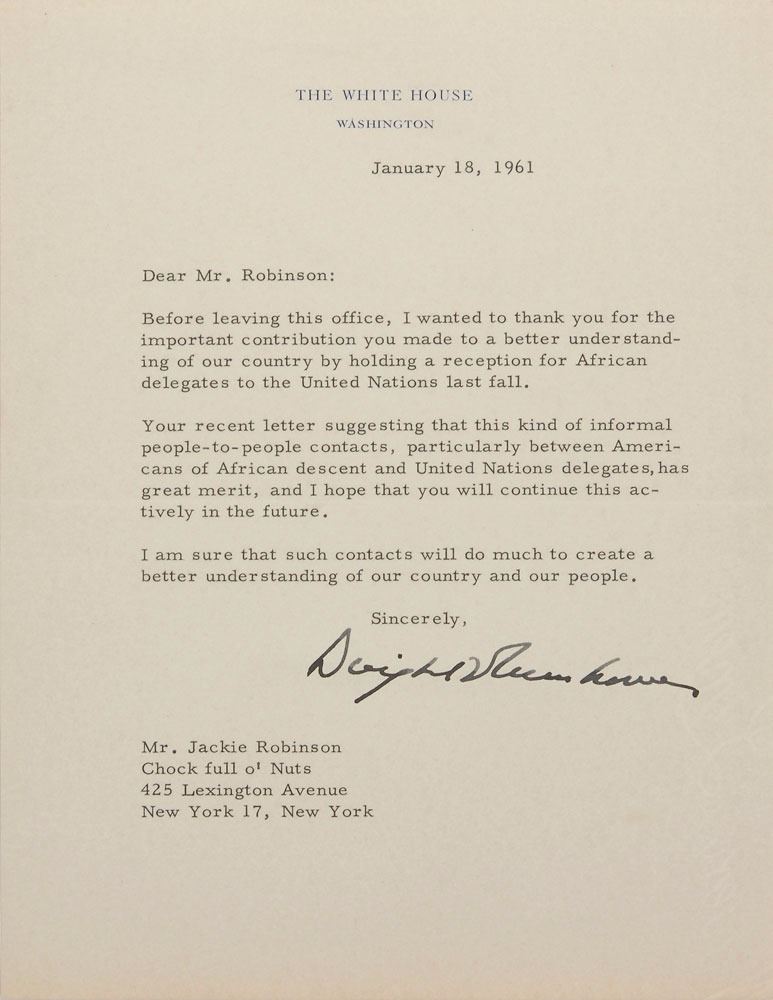 THE WHITE HOUSE
WASHINGTON
January 18, 1961
Dear Mr. Robinson:
Before leaving this office, I wanted to thank you for the
important contribution you made to a better understand-
ing of our country by holding a reception for African
delegates to the United Nations last fall.
Your recent letter suggesting that this kind of informal
people-to-people contacts, particularly between Ameri-
cans of African descent and United Nations delegates, has
great merit, and I hope that you will continue this ac-
tively in the future.
I am sure that such contacts will do much to create a
better understanding of our country and our people.
Sincerely,
Dwight D Eisenhower
Mr. Jackie Robinson
Chock full o' Nuts
425 Lexington Avenue
New York 17, New York